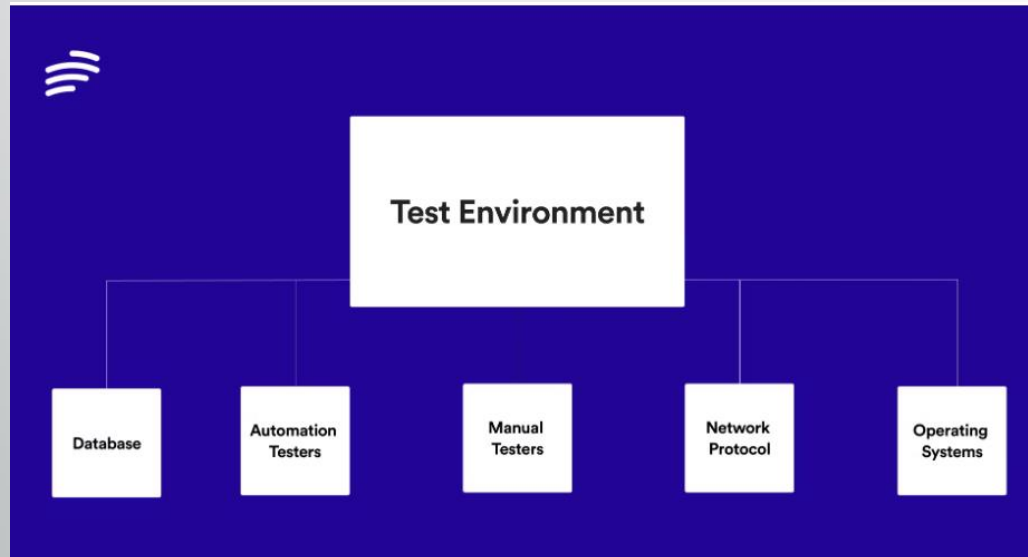 Test Environment
Database
Automation
Testers
Manual
Testers
Network
Protocol
Operating
Systems